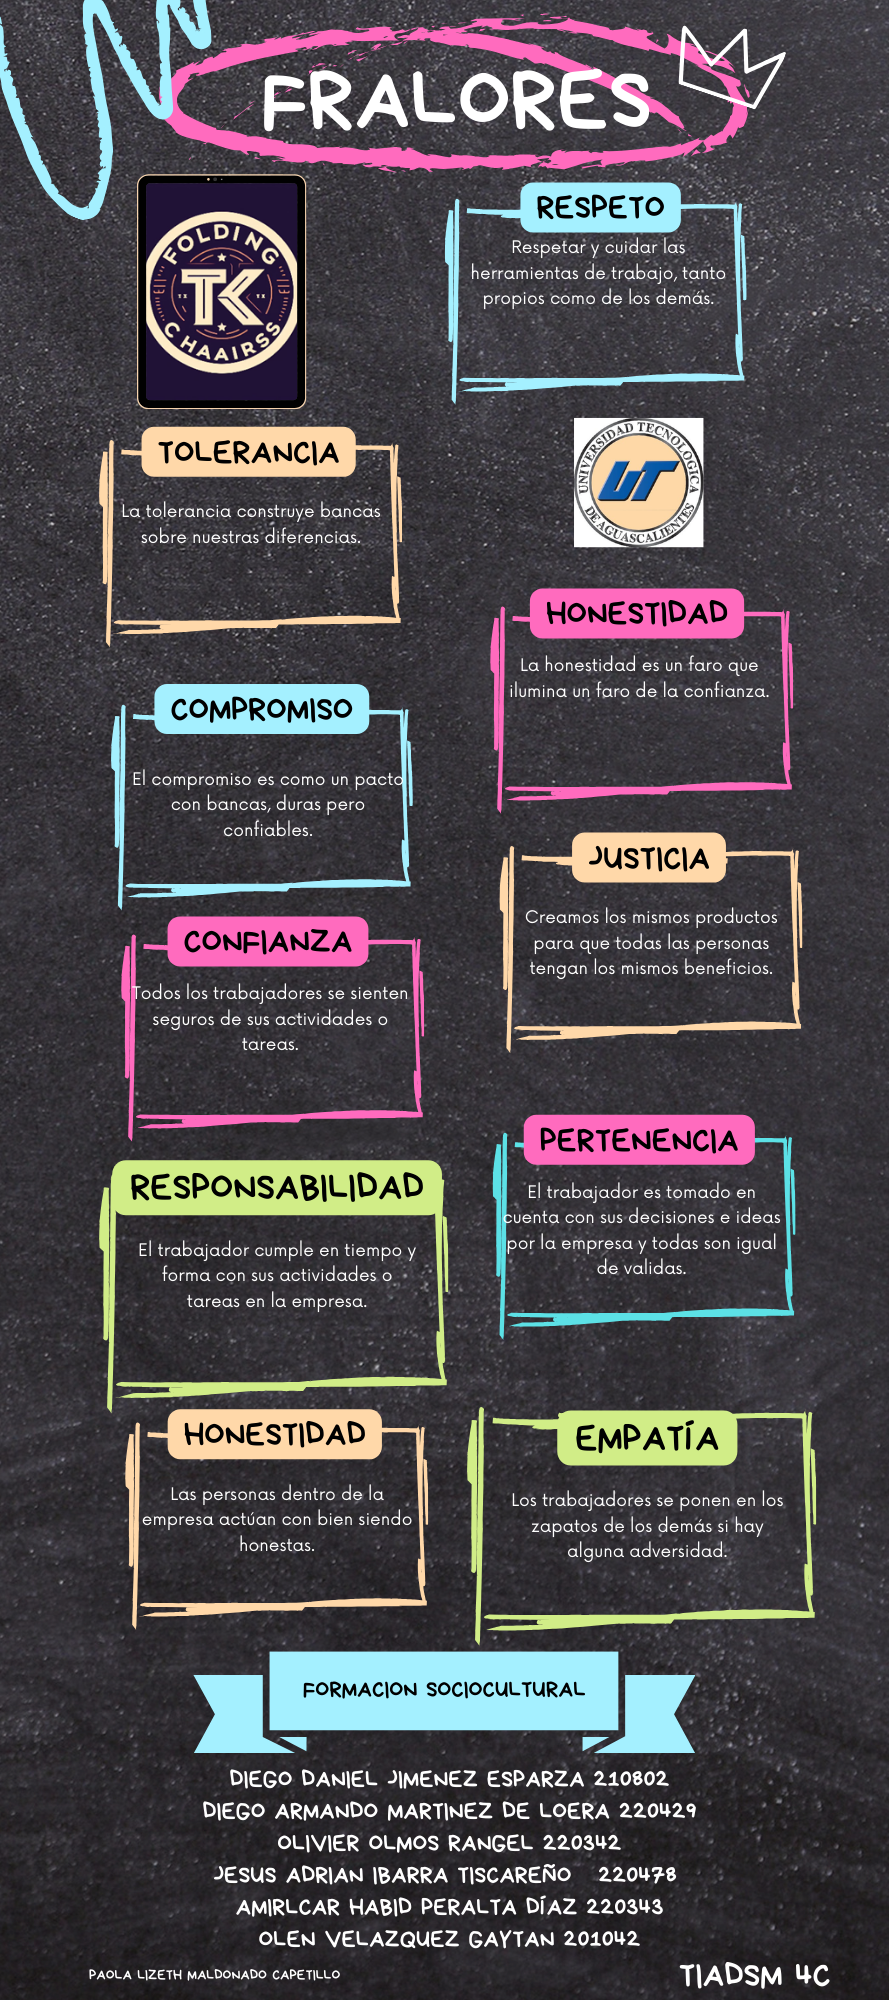 FRALORES
FOLDING
TK
TX TX
CHAAIRSS
RESPETO
Respetar y cuidar las
herramientas de trabajo, tanto
propios como de los demás.
TOLERANCIA
La tolerancia construye bancas
sobre nuestras diferencias.
UNIVERSIDAD TECNOLOGICA
UT
DE AGUASCALIENTES
HONESTIDAD
La honestidad es un faro que
ilumina un faro de la confianza.
COMPROMISO
El compromiso es como un pacto
con bancas, duras pero
confiables.
JUSTICIA
Creamos los mismos productos
para que todas las personas
tengan los mismos beneficios.
CONFIANZA
Todos los trabajadores se sienten
seguros de sus actividades o
tareas.
PERTENENCIA
El trabajador es tomado en
cuenta con sus decisiones e ideas
por la empresa y todas son igual
de validas.
RESPONSABILIDAD
El trabajador cumple en tiempo y
forma con sus actividades o
tareas en la empresa.
HONESTIDAD
Las personas dentro de la
empresa actúan con bien siendo
honestas.
EMPATÍA
Los trabajadores se ponen en los
zapatos de los demás si hay
alguna adversidad.
FORMACION SOCIOCULTURAL
DIEGO DANIEL JIMENEZ ESPARZA 210802
DIEGO ARMANDO MARTINEZ DE LOERA 220429
OLIVIER OLMOS RANGEL 220342
JESUS ADRIAN IBARRA TISCAREÑO 220478
AMIRLCAR HABID PERALTA DÍAZ 220343
OLEN VELAZQUEZ GAYTAN 201042
PAOLA LIZETH MALDONADO CAPETILLO
TIADSM 4C